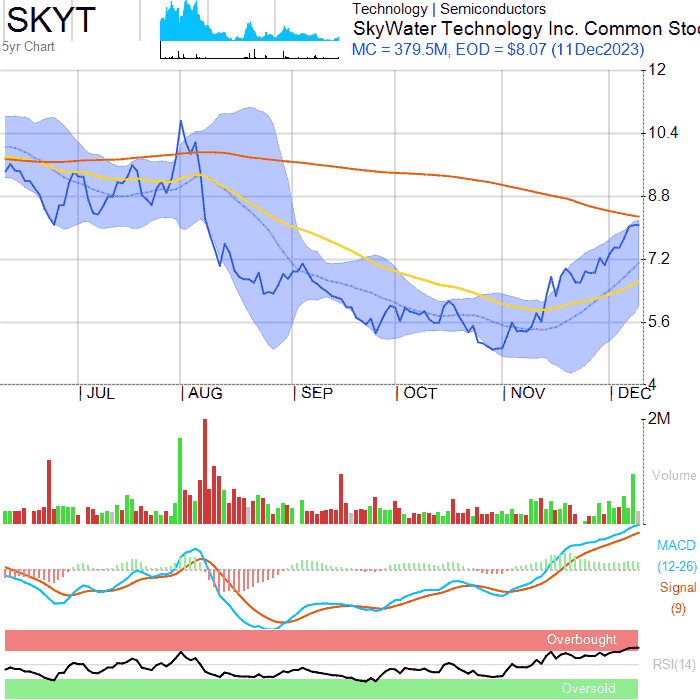 SKYT
5yr Chart
Technology | Semiconductors
SkyWater Technology Inc. Common Stoc
MC = 379.5M, EOD = $8.07 (11Dec2023)
12
10.4
8.8
7.2
5.6
4
JUL
AUG
SEP
OCT
NOV
DEC
2M
Volume
MACD
(12-26)
Signal
(9)
Overbought
RSI(14)
Oversold